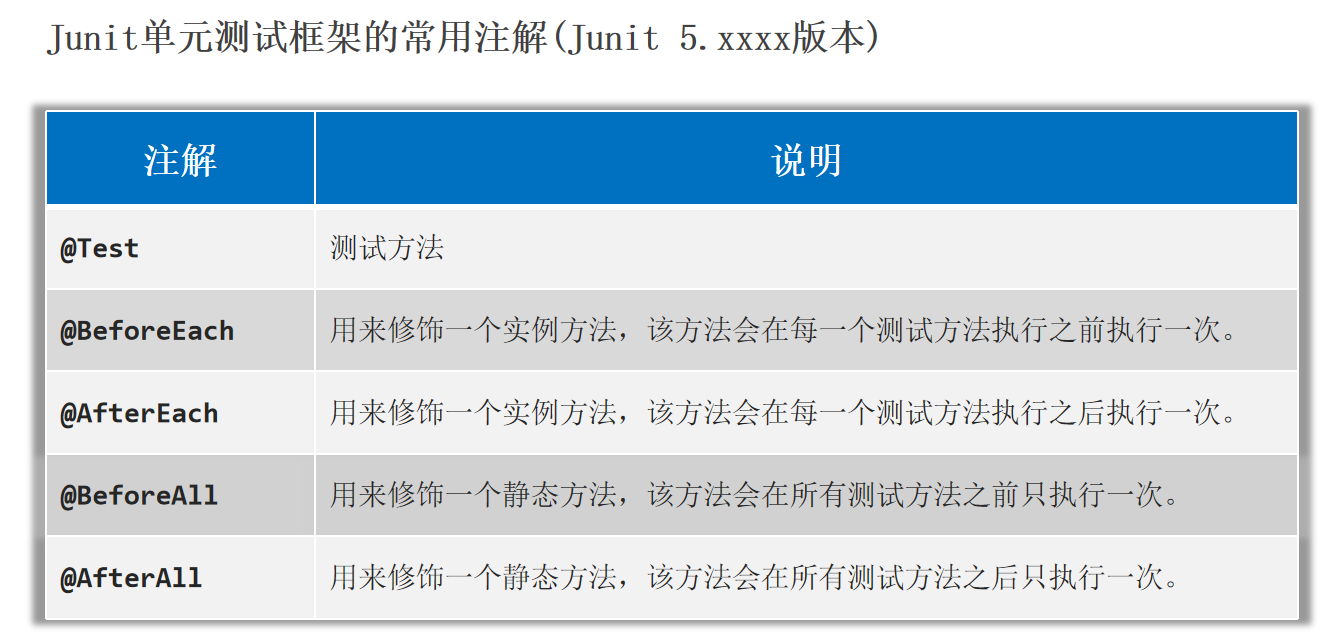 Junit单元测试框架的常用注解(Junit 5.xxxx版本)
注解 说明
@Test 测试方法
@BeforeEach 用来修饰一个实例方法，该方法会在每一个测试方法执行之前执行一次。
@AfterEach 用来修饰一个实例方法，该方法会在每一个测试方法执行之后执行一次。
@BeforeAll 用来修饰一个静态方法，该方法会在所有测试方法之前只执行一次。
@AfterAll 用来修饰一个静态方法，该方法会在所有测试方法之后只执行一次。